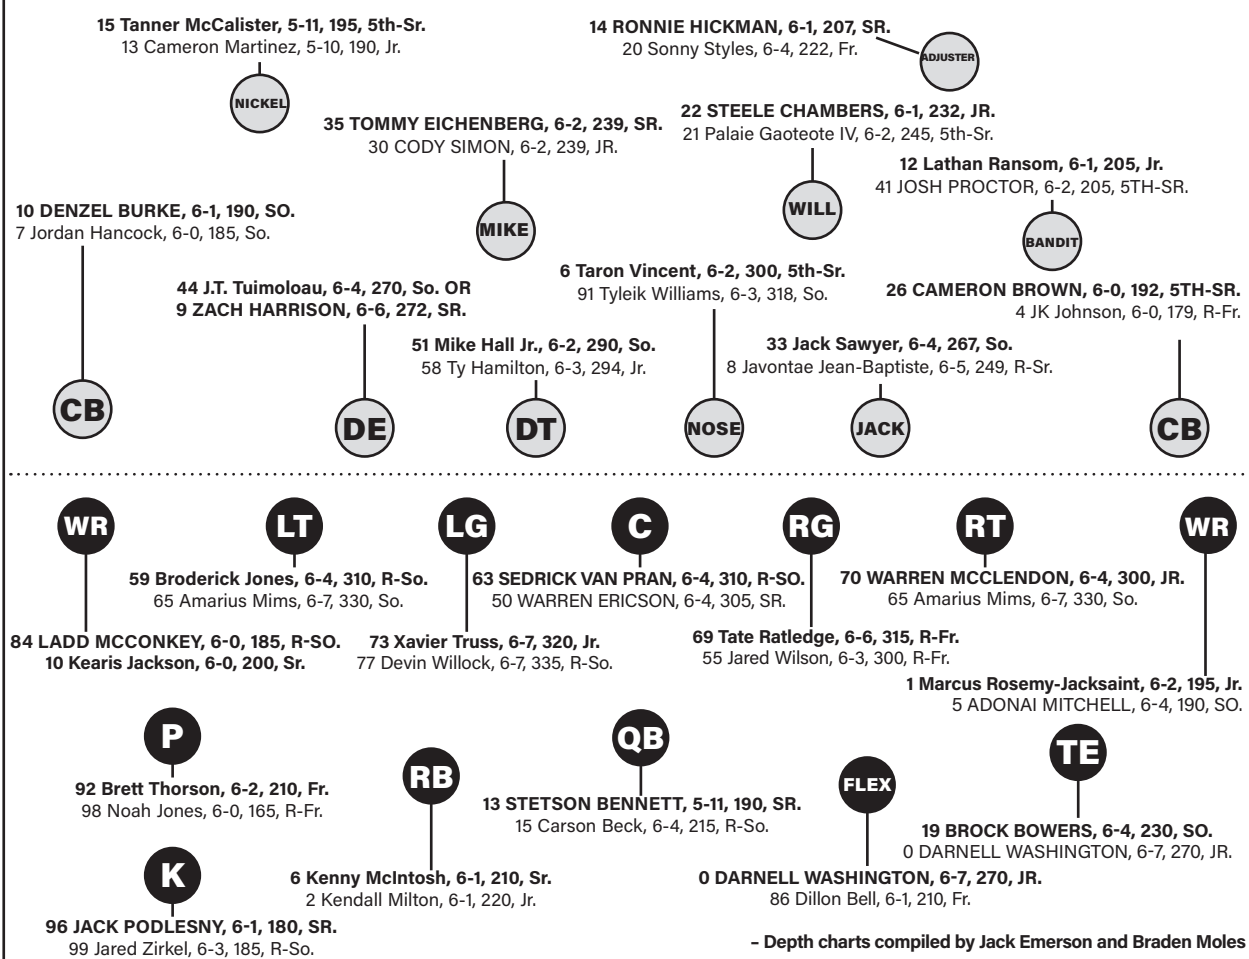 15 Tanner McCalister, 5-11, 195, 5th-Sr.
13 Cameron Martinez, 5-10, 190, Jr.
NICKEL
14 RONNIE HICKMAN, 6-1, 207, SR.
20 Sonny Styles, 6-4, 222, Fr.
ADJUSTER
35 TOMMY EICHENBERG, 6-2, 239, SR.
30 CODY SIMON, 6-2, 239, JR.
MIKE
22 STEELE CHAMBERS, 6-1, 232, JR.
21 Palaie Gaoteote IV, 6-2, 245, 5th-Sr.
WILL
12 Lathan Ransom, 6-1, 205, Jr.
41 JOSH PROCTOR, 6-2, 205, 5TH-SR.
BANDIT
10 DENZEL BURKE, 6-1, 190, SO.
7 Jordan Hancock, 6-0, 185, So.
CB
44 J.T. Tuimoloau, 6-4, 270, So. OR
9 ZACH HARRISON, 6-6, 272, SR.
DE
51 Mike Hall Jr., 6-2, 290, So.
58 Ty Hamilton, 6-3, 294, Jr.
DT
6 Taron Vincent, 6-2, 300, 5th-Sr.
91 Tyleik Williams, 6-3, 318, So.
NOSE
33 Jack Sawyer, 6-4, 267, So.
8 Javontae Jean-Baptiste, 6-5, 249, R-Sr.
JACK
26 CAMERON BROWN, 6-0, 192, 5TH-SR.
4 JK Johnson, 6-0, 179, R-Fr.
CB
WR
84 LADD MCCONKEY, 6-0, 185, R-SO.
10 Kearis Jackson, 6-0, 200, Sr.
LT
59 Broderick Jones, 6-4, 310, R-So.
65 Amarius Mims, 6-7, 330, So.
LG
73 Xavier Truss, 6-7, 320, Jr.
77 Devin Willock, 6-7, 335, R-So.
C
63 SEDRICK VAN PRAN, 6-4, 310, R-SO.
50 WARREN ERICSON, 6-4, 305, SR.
RG
69 Tate Ratledge, 6-6, 315, R-Fr.
55 Jared Wilson, 6-3, 300, R-Fr.
RT
70 WARREN MCCLENDON, 6-4, 300, JR.
65 Amarius Mims, 6-7, 330, So.
WR
1 Marcus Rosemy-Jacksaint, 6-2, 195, Jr.
5 ADONAI MITCHELL, 6-4, 190, SO.
P
92 Brett Thorson, 6-2, 210, Fr.
98 Noah Jones, 6-0, 165, R-Fr.
K
96 JACK PODLESNY, 6-1, 180, SR.
99 Jared Zirkel, 6-3, 185, R-So.
RB
6 Kenny McIntosh, 6-1, 210, Sr.
2 Kendall Milton, 6-1, 220, Jr.
QB
13 STETSON BENNETT, 5-11, 190, SR.
15 Carson Beck, 6-4, 215, R-So.
FLEX
0 DARNELL WASHINGTON, 6-7, 270, JR.
86 Dillon Bell, 6-1, 210, Fr.
TE
19 BROCK BOWERS, 6-4, 230, SO.
0 DARNELL WASHINGTON, 6-7, 270, JR.
– Depth charts compiled by Jack Emerson and Braden Moles